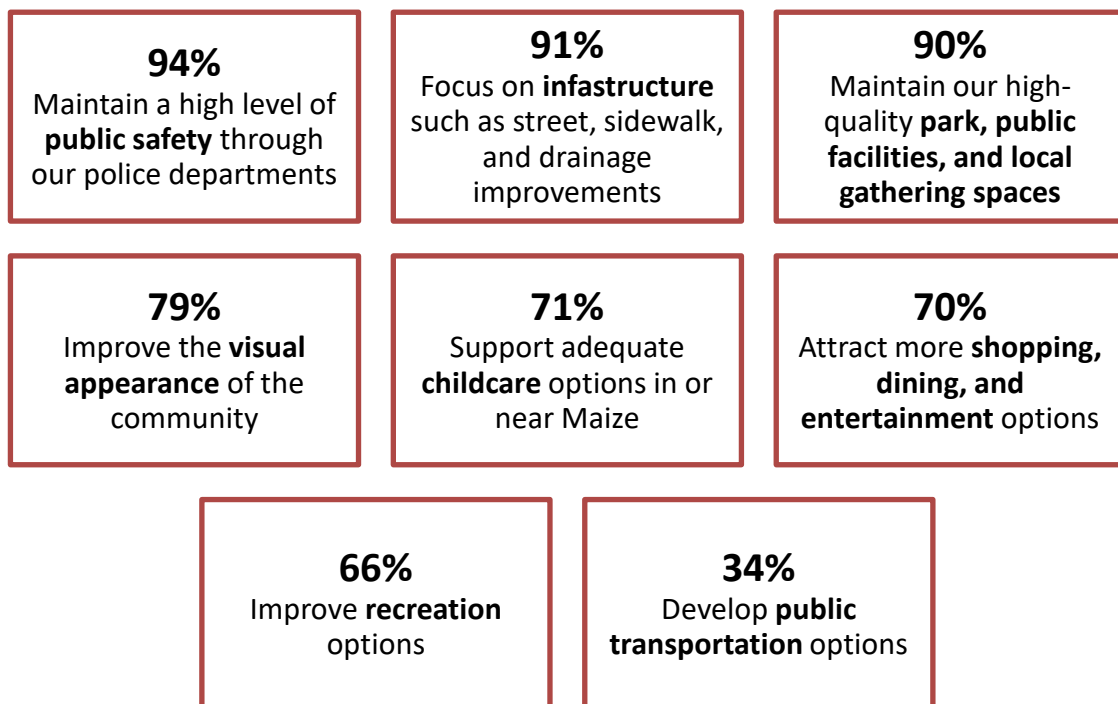 94%
Maintain a high level of
public safety through
our police departments
91%
Focus on infastructure
such as street, sidewalk,
and drainage
improvements
90%
Maintain our high-
quality park, public
facilities, and local
gathering spaces
79%
Improve the visual
appearance of the
community
71%
Support adequate
childcare options in or
near Maize
70%
Attract more shopping,
dining, and
entertainment options
66%
Improve recreation
options
34%
Develop public
transportation options